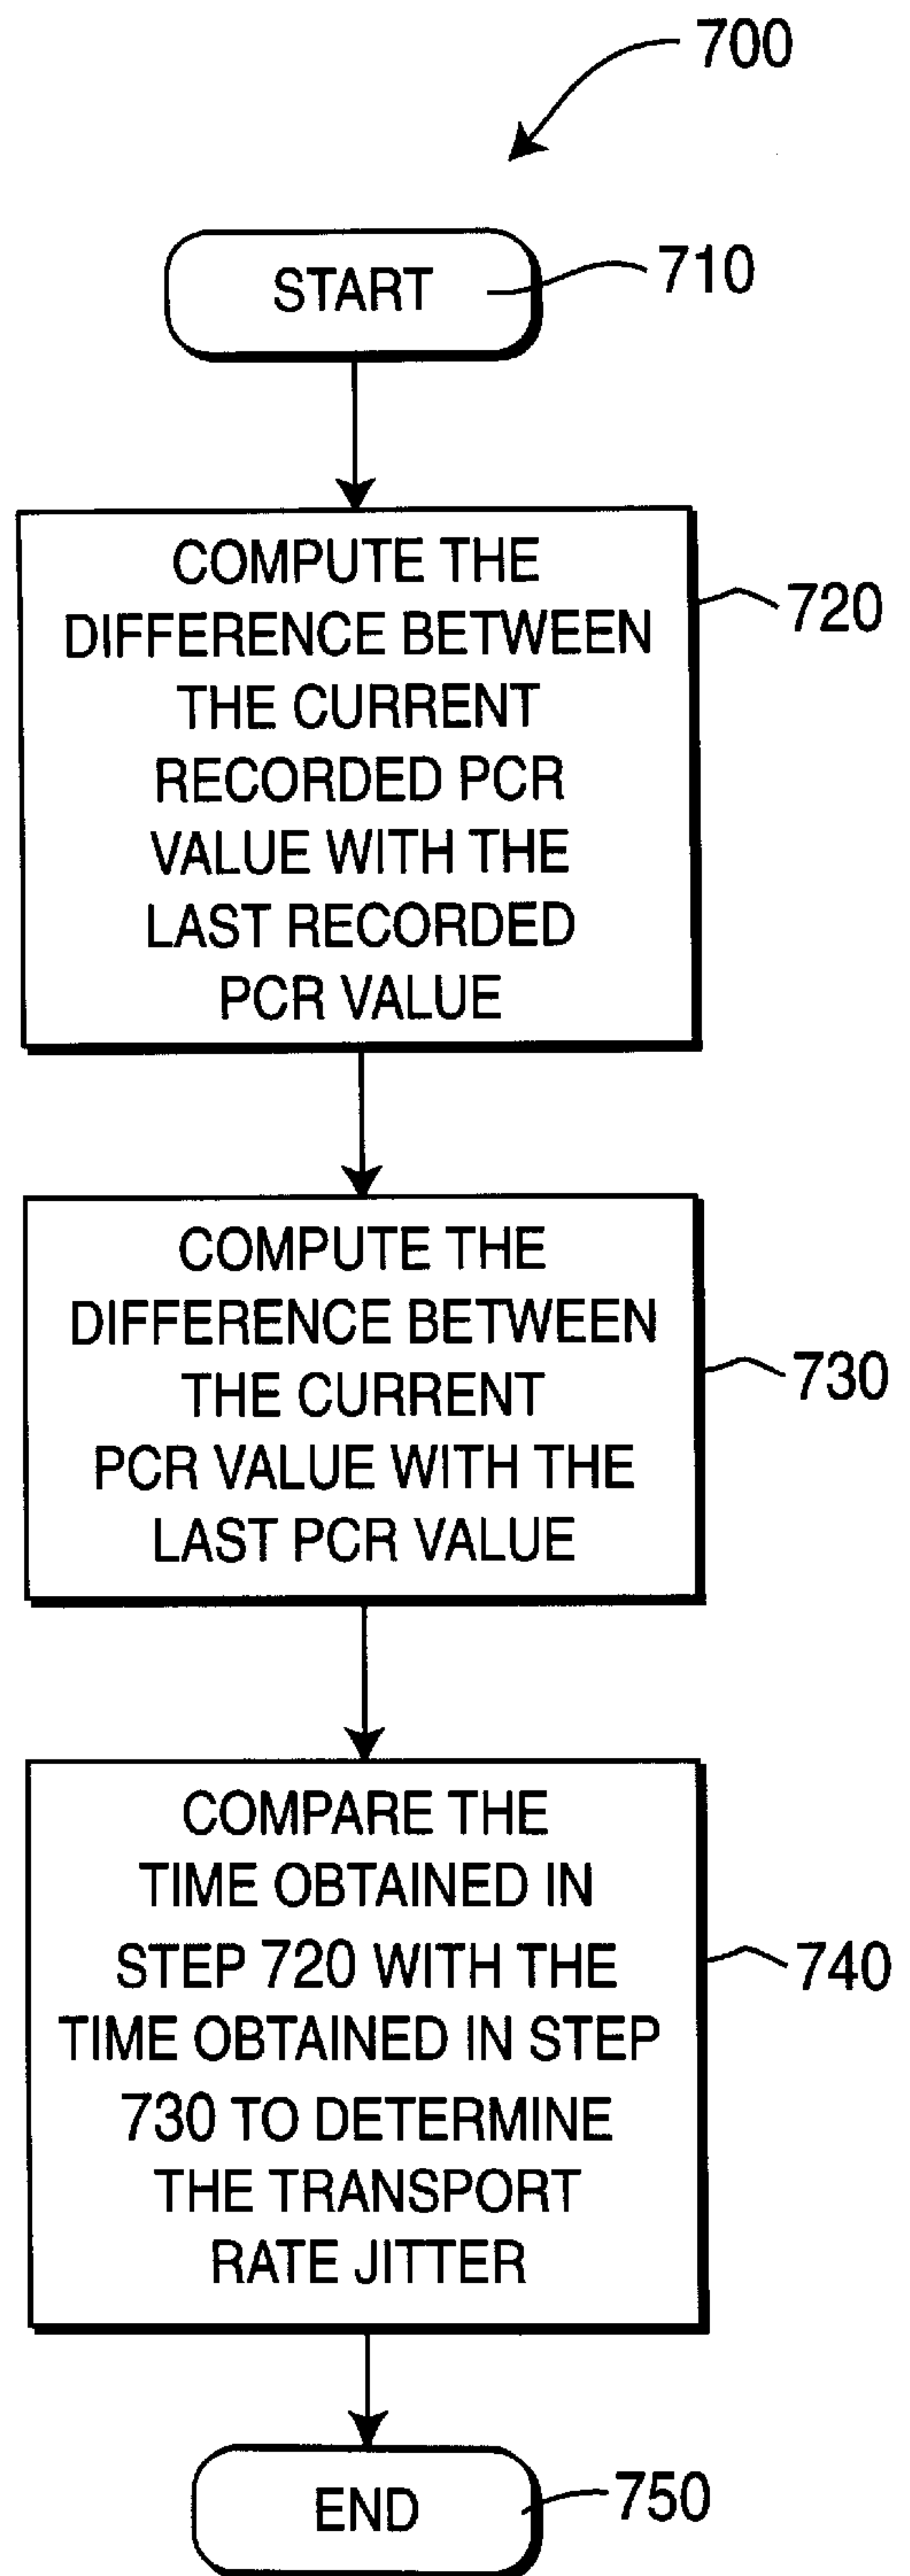 700
START
710
COMPUTE THE
DIFFERENCE BETWEEN
THE CURRENT
RECORDED PCR
VALUE WITH THE
LAST RECORDED
PCR VALUE
720
COMPUTE THE
DIFFERENCE BETWEEN
THE CURRENT
PCR VALUE WITH THE
LAST PCR VALUE
730
COMPARE THE
TIME OBTAINED IN
STEP 720 WITH THE
TIME OBTAINED IN STEP
730 TO DETERMINE
THE TRANSPORT
RATE JITTER
740
END
750